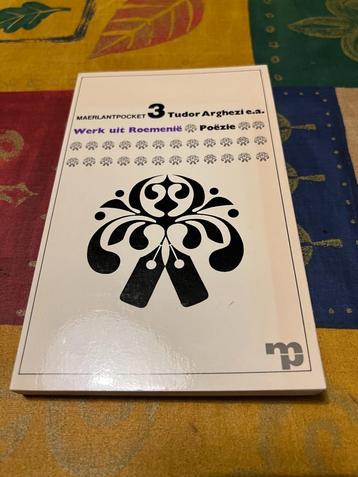 MAERLANTPOCKET 3 Tudor Arghezi e.a.
Werk uit Roemenië Poëzie
mp